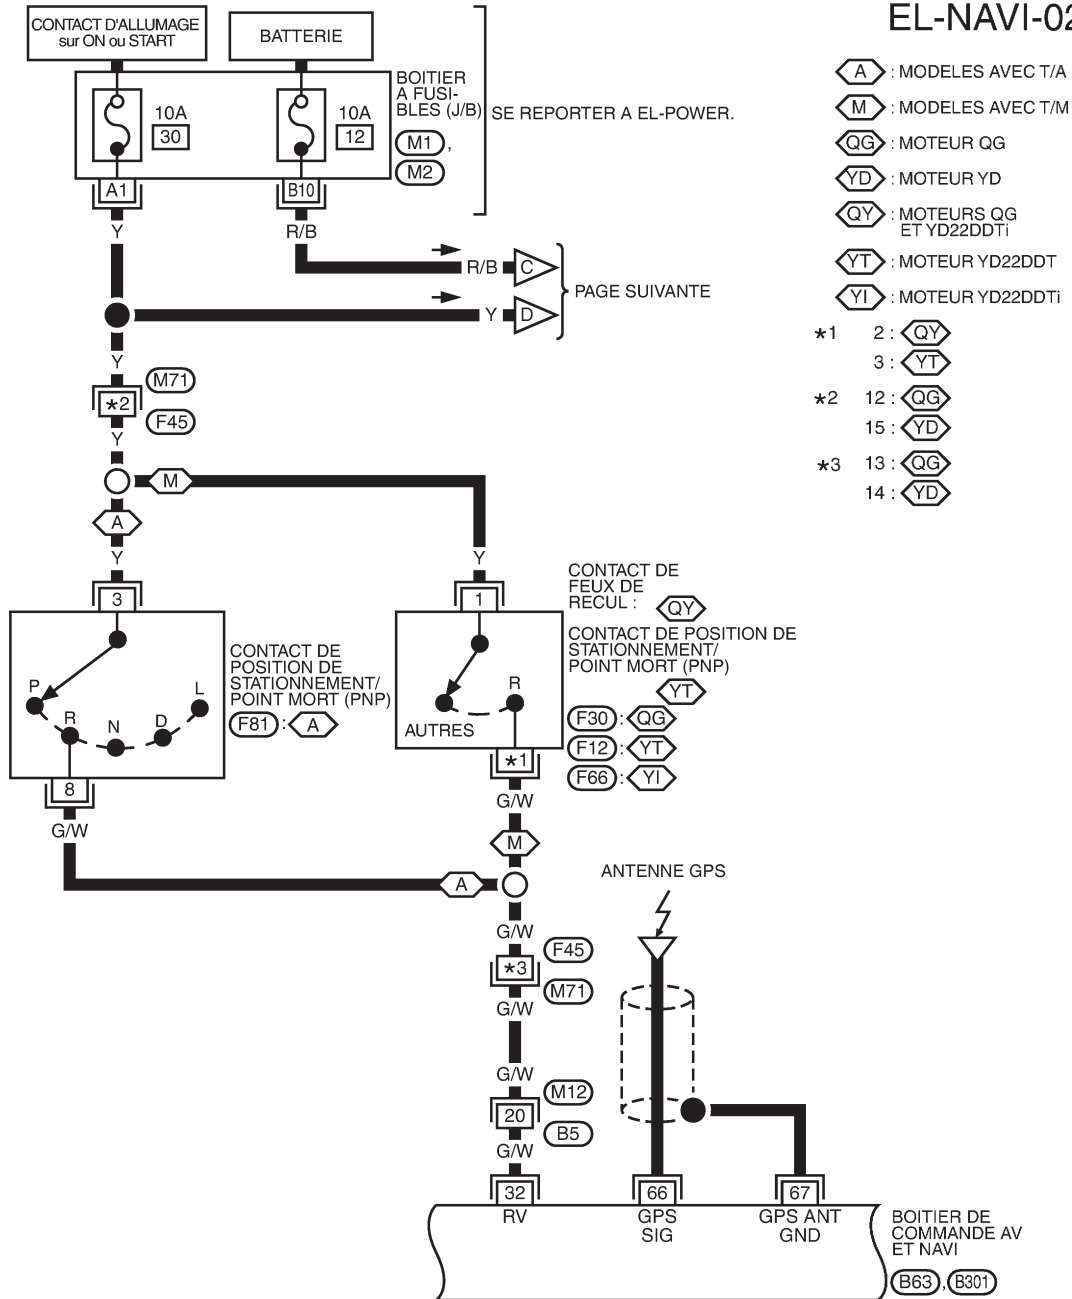 EL-NAVI-02
CONTACT D'ALLUMAGE
sur ON ou START
BATTERIE
10A
30
10A
12
BOITIER
A FUSI-
BLES (J/B)
M1 ,
M2
SE REPORTER A EL-POWER.
A1
B10
Y
R/B
R/B
C
Y
D
PAGE SUIVANTE
A : MODELES AVEC T/A
M : MODELES AVEC T/M
QG : MOTEUR QG
YD : MOTEUR YD
QY : MOTEURS QG
ET YD22DDTi
YT : MOTEUR YD22DDT
YI : MOTEUR YD22DDTi
*1 2 : QY
3 : YT
*2 12 : QG
15 : YD
*3 13 : QG
14 : YD
Y
M71
*2
F45
Y
M
A
Y
Y
3
1
P
R
N
D
L
CONTACT DE
POSITION DE
STATIONNEMENT/
POINT MORT (PNP)
F81 : A
8
G/W
A
AUTRES
R
CONTACT DE
FEUX DE
RECUL : QY
CONTACT DE POSITION DE
STATIONNEMENT/
POINT MORT (PNP)
YT
F30 : QG
F12 : YT
F66 : YI
*1
G/W
M
G/W
F45
*3
M71
G/W
G/W
M12
20
B5
G/W
ANTENNE GPS
32
66
67
RV
GPS
SIG
GPS ANT
GND
BOITIER DE
COMMANDE AV
ET NAVI
B63 , B301